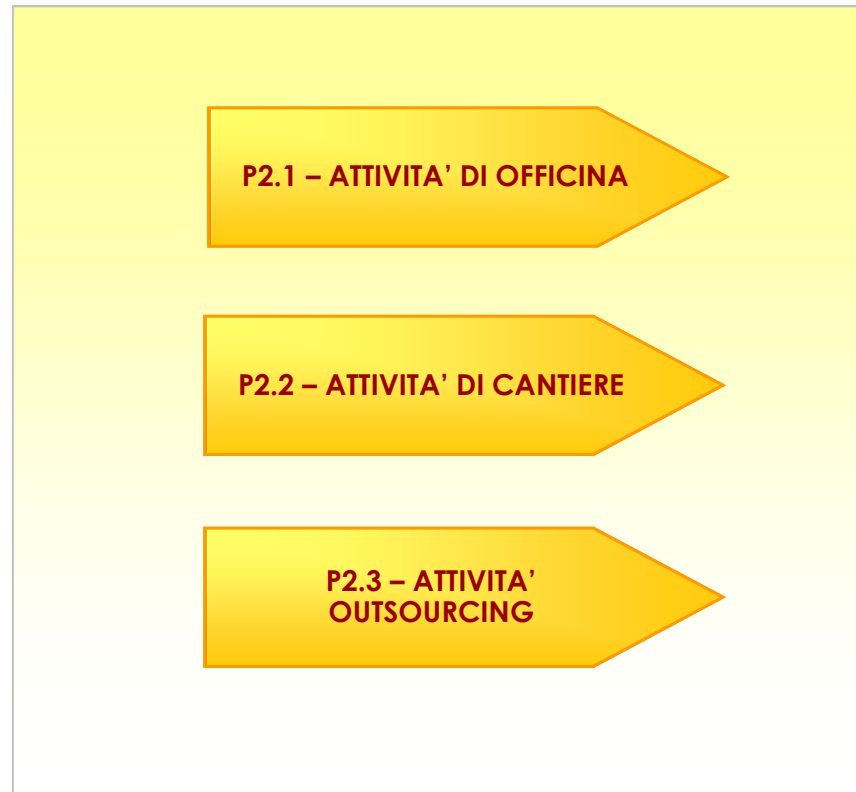 P2.1 – ATTIVITA’ DI OFFICINA
P2.2 – ATTIVITA’ DI CANTIERE
P2.3 – ATTIVITA’
OUTSOURCING